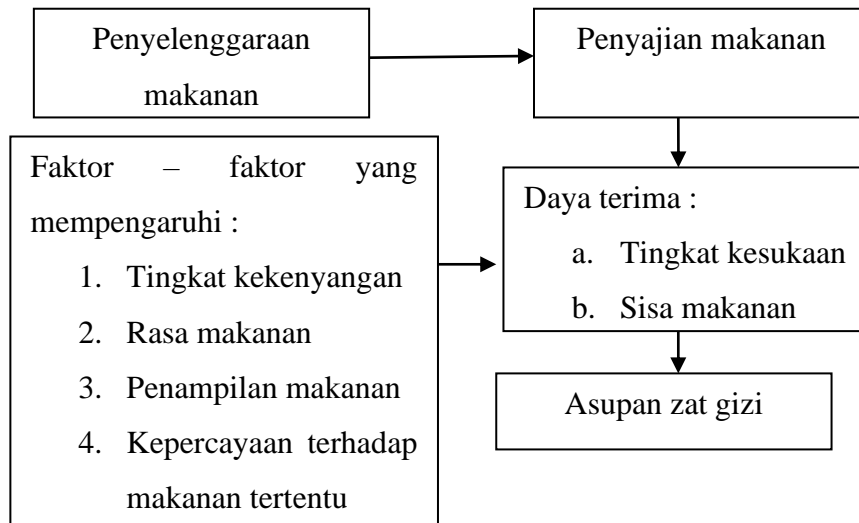 Penyelenggaraan
makanan
Penyajian makanan
Faktor – faktor yang
mempengaruhi :
1. Tingkat kekenyangan
2. Rasa makanan
3. Penampilan makanan
4. Kepercayaan terhadap
makanan tertentu
Daya terima :
a. Tingkat kesukaan
b. Sisa makanan
Asupan zat gizi